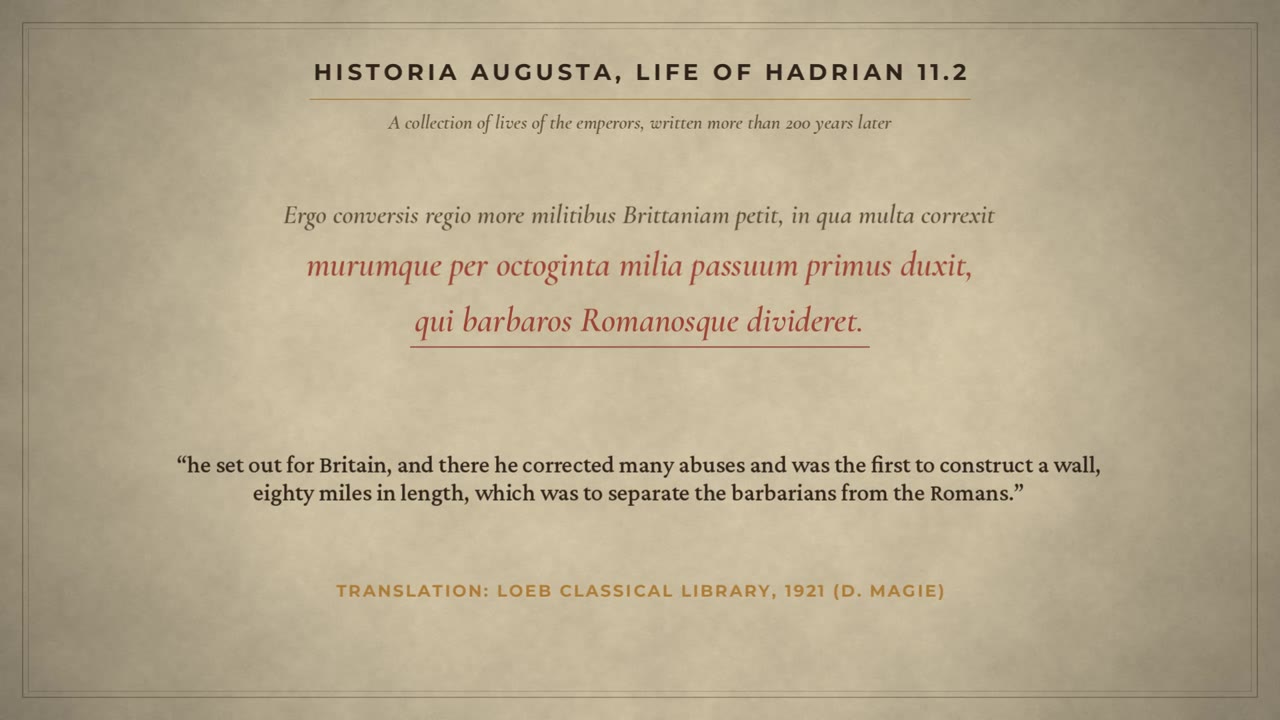 HISTORIA AUGUSTA, LIFE OF HADRIAN 11.2
A collection of lives of the emperors, written more than 200 years later
Ergo conversis regio more militibus Brittaniam petit, in qua multa correxit
murumque per octoginta milia passuum primus duxit,
qui barbaros Romanosque divideret.
“he set out for Britain, and there he corrected many abuses and was the first to construct a wall,
eighty miles in length, which was to separate the barbarians from the Romans.”
TRANSLATION: LOEB CLASSICAL LIBRARY, 1921 (D. MAGIE)